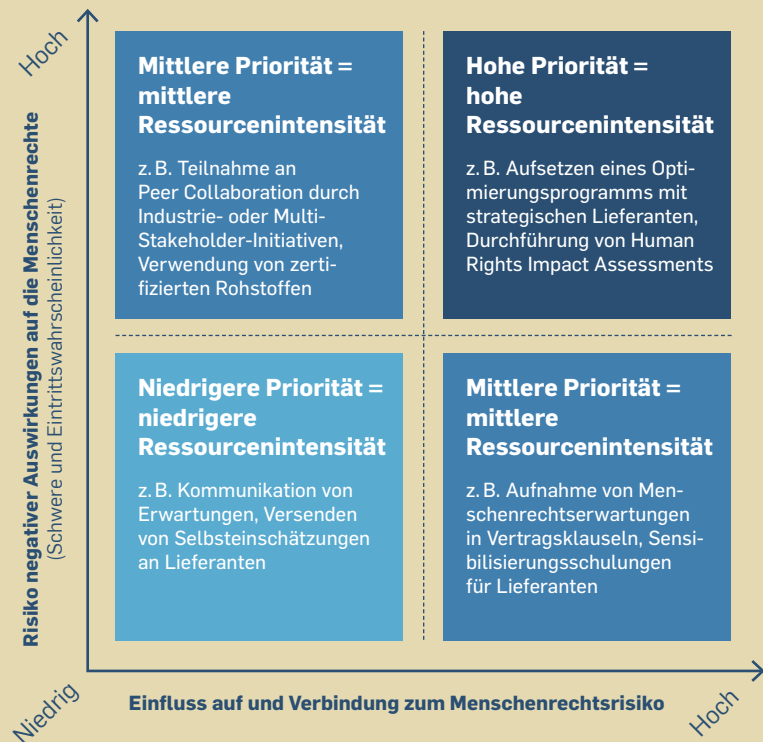 Hoch
Risiko negativer Auswirkungen auf die Menschenrechte
(Schwere und Eintrittswahrscheinlichkeit)
Mittlere Priorität =
mittlere
Ressourcenintensität
z. B. Teilnahme an
Peer Collaboration durch
Industrie- oder Multi-
Stakeholder-Initiativen,
Verwendung von zerti-
fizierten Rohstoffen
Hohe Priorität =
hohe
Ressourcenintensität
z. B. Aufsetzen eines Opti-
mierungsprogramms mit
strategischen Lieferanten,
Durchführung von Human
Rights Impact Assessments
Niedrigere Priorität =
niedrigere
Ressourcenintensität
z. B. Kommunikation von
Erwartungen, Versenden
von Selbsteinschätzungen
an Lieferanten
Mittlere Priorität =
mittlere
Ressourcenintensität
z. B. Aufnahme von Men-
schenrechtserwartungen
in Vertragsklauseln, Sensi-
bilisierungsschulungen
für Lieferanten
Niedrig
Einfluss auf und Verbindung zum Menschenrechtsrisiko
Hoch